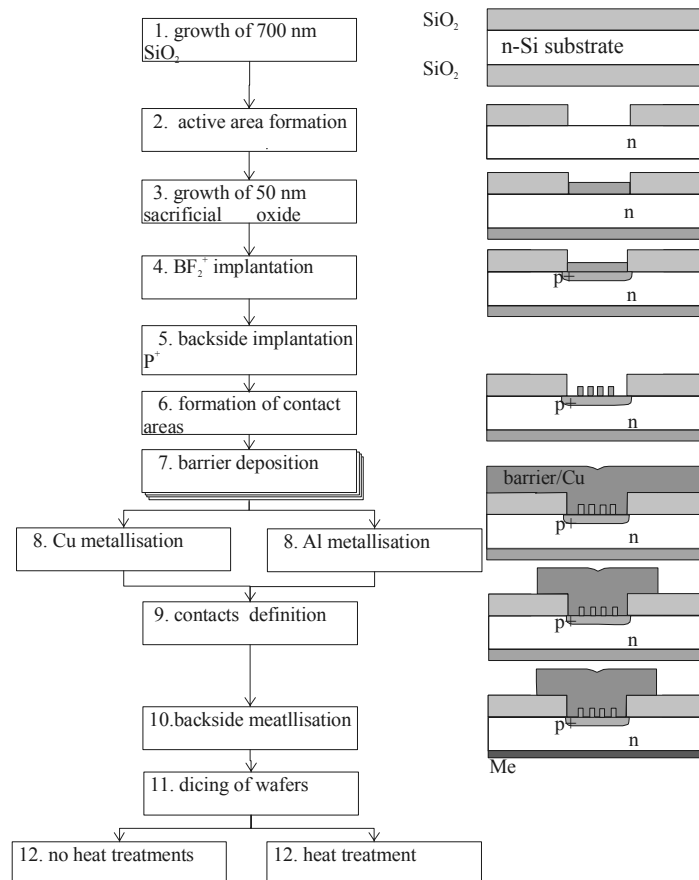 1. growth of 700 nm
SiO₂
2. active area formation
3. growth of 50 nm
sacrificial oxide
4. BF₂⁺ implantation
5. backside implantation
P⁺
6. formation of contact
areas
7. barrier deposition
8. Cu metallisation
8. Al metallisation
9. contacts definition
10.backside meatllisation
11. dicing of wafers
12. no heat treatments
12. heat treatment
SiO₂
n-Si substrate
SiO₂
n
n
p+
n
p+
n
barrier/Cu
p+
n
p+
n
p+
n
Me